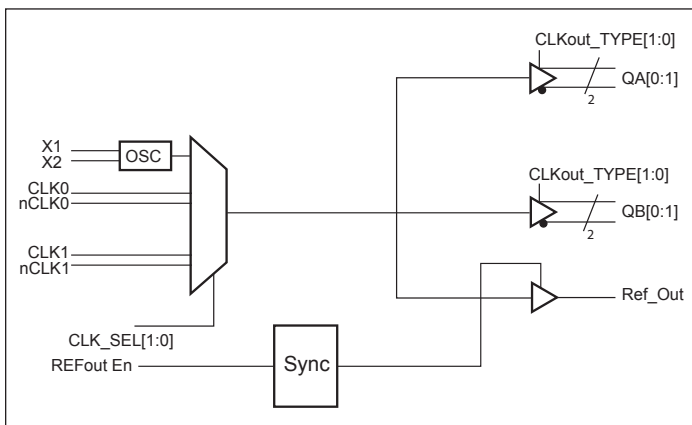 CLKout_TYPE[1:0]
QA[0:1]
2
X1
X2
OSC
CLK0
nCLK0
CLKout_TYPE[1:0]
QB[0:1]
2
CLK1
nCLK1
Ref_Out
CLK_SEL[1:0]
REFout En
Sync